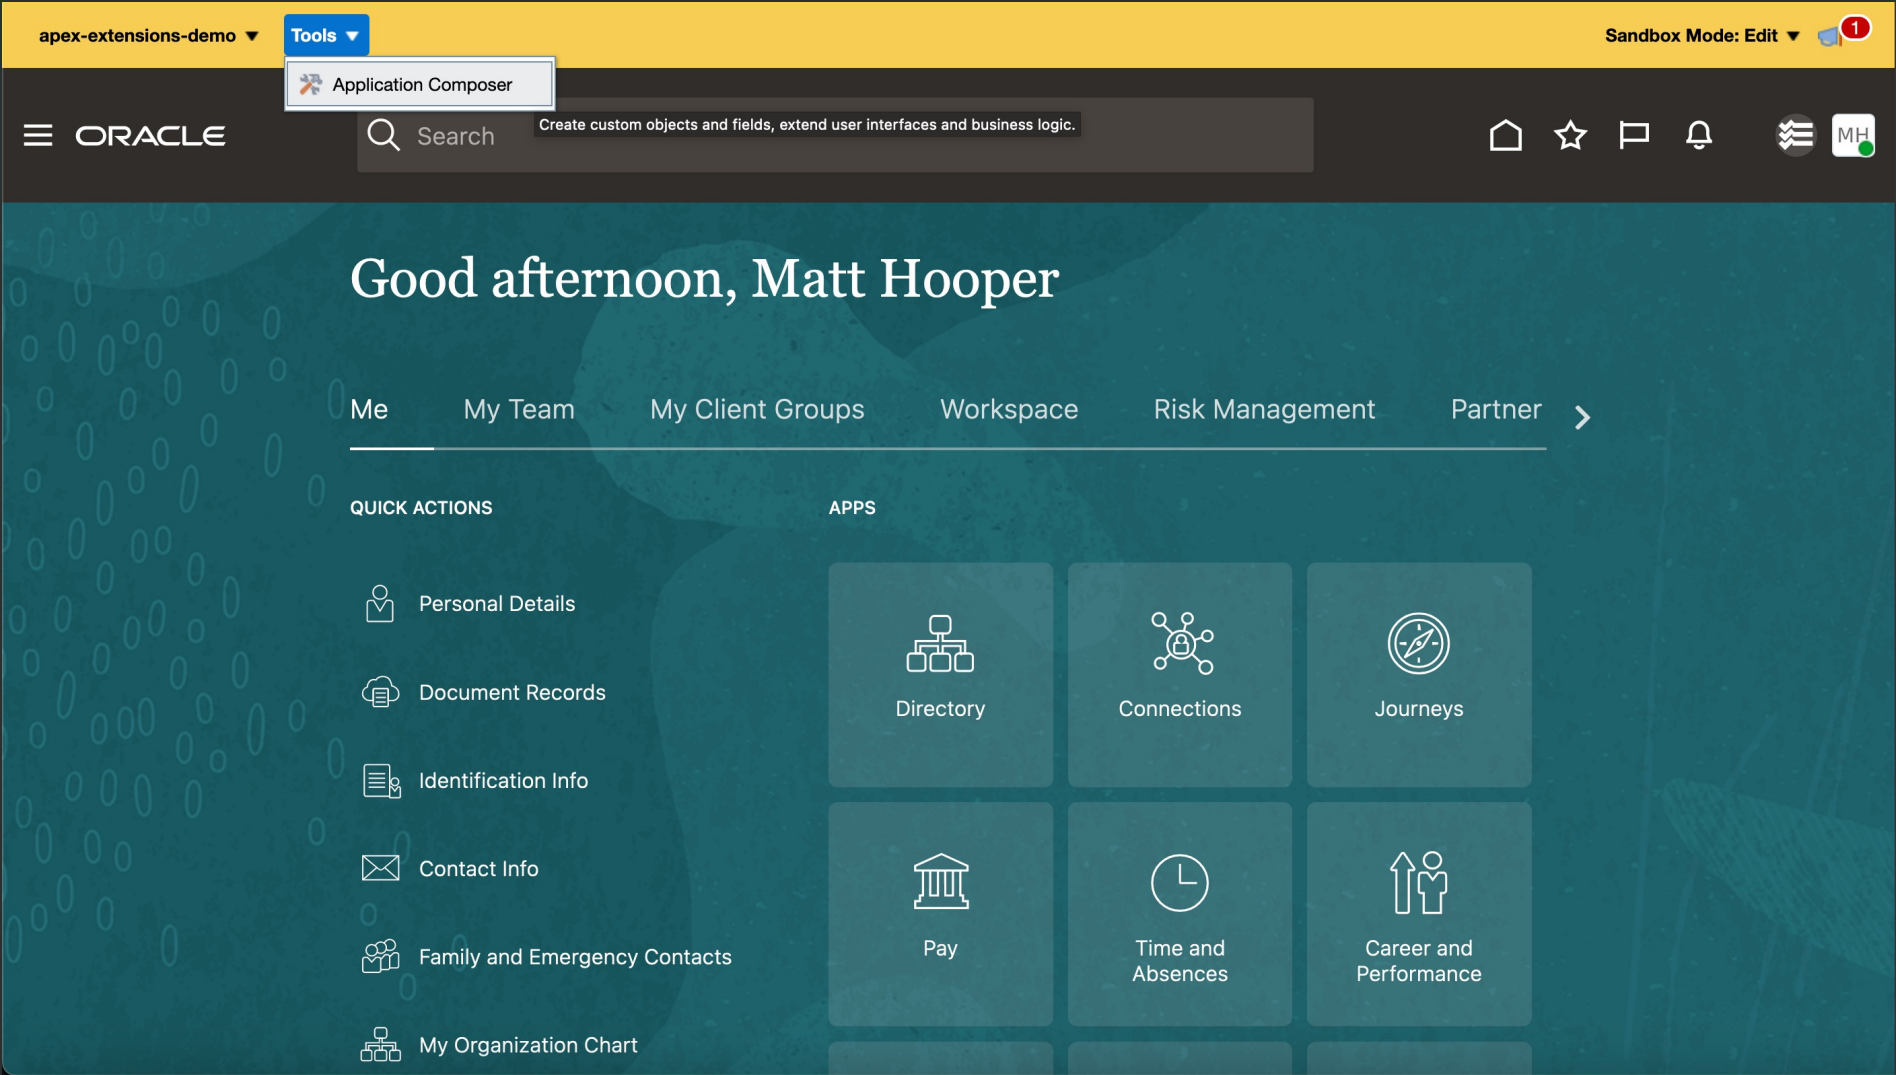 apex-extensions-demo
Tools
Sandbox Mode: Edit
1
Application Composer
Create custom objects and fields, extend user interfaces and business logic.
ORACLE
Search
MH
Good afternoon, Matt Hooper
Me
My Team
My Client Groups
Workspace
Risk Management
Partner
QUICK ACTIONS
Personal Details
Document Records
Identification Info
Contact Info
Family and Emergency Contacts
My Organization Chart
APPS
Directory
Connections
Journeys
Pay
Time and
Absences
Career and
Performance